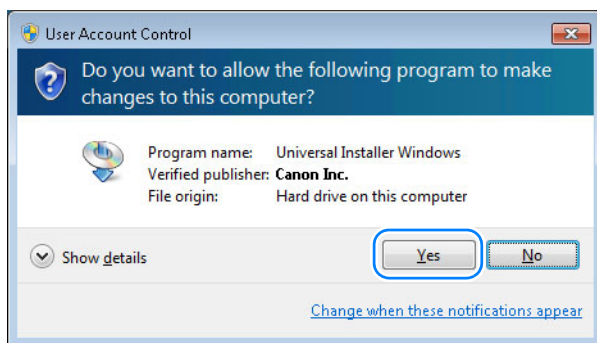 User Account Control
Do you want to allow the following program to make
changes to this computer?
Program name: Universal Installer Windows
Verified publisher: Canon Inc.
File origin: Hard drive on this computer
Show details
Yes
No
Change when these notifications appear